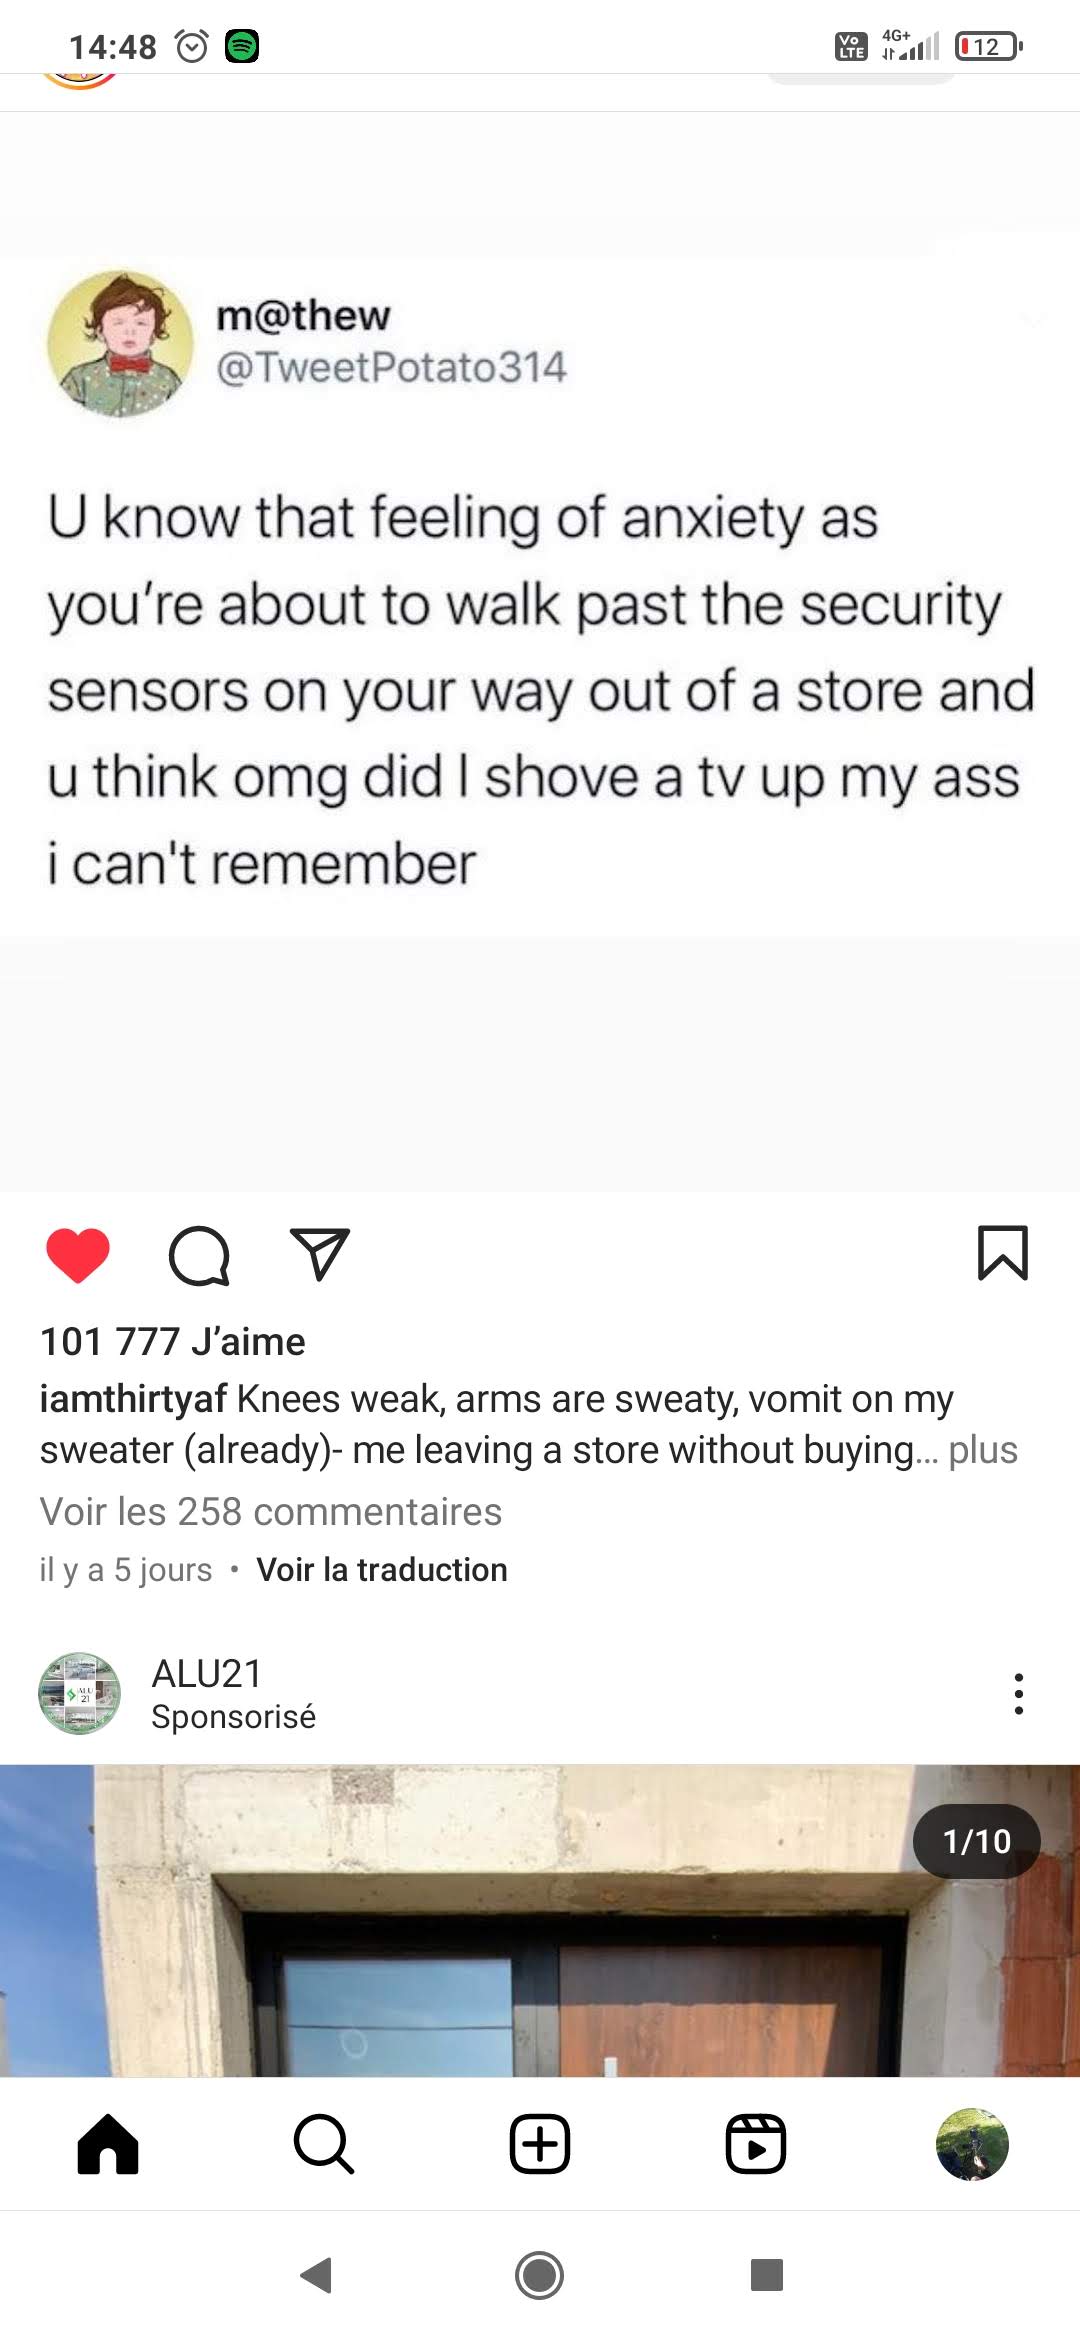 14:48
Vo LTE 4G+ 12
m@thew
@TweetPotato314
U know that feeling of anxiety as
you’re about to walk past the security
sensors on your way out of a store and
u think omg did I shove a tv up my ass
i can't remember
101 777 J’aime
iamthirtyaf Knees weak, arms are sweaty, vomit on my
sweater (already)- me leaving a store without buying... plus
Voir les 258 commentaires
il y a 5 jours • Voir la traduction
ALU21
Sponsorisé
ALU
21
1/10